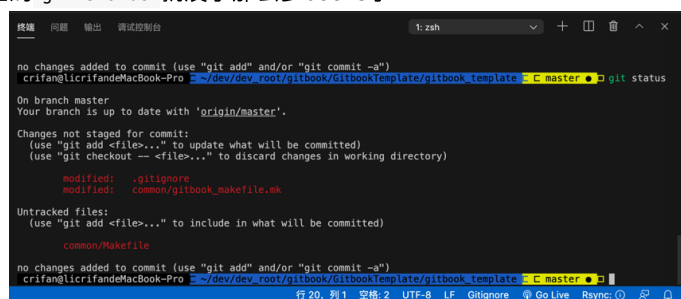 终端 问题 输出 调试控制台 1: zsh
no changes added to commit (use "git add" and/or "git commit -a")
crifan@licrifandeMacBook-Pro ~/dev/dev_root/gitbook/GitbookTemplate/gitbook_template master ● git status
On branch master
Your branch is up to date with 'origin/master'.
Changes not staged for commit:
(use "git add <file>..." to update what will be committed)
(use "git checkout -- <file>..." to discard changes in working directory)
modified: .gitignore
modified: common/gitbook_makefile.mk
Untracked files:
(use "git add <file>..." to include in what will be committed)
common/Makefile
no changes added to commit (use "git add" and/or "git commit -a")
crifan@licrifandeMacBook-Pro ~/dev/dev_root/gitbook/GitbookTemplate/gitbook_template master ●
行 20, 列 1 空格: 2 UTF-8 LF Gitignore Go Live Rsync: